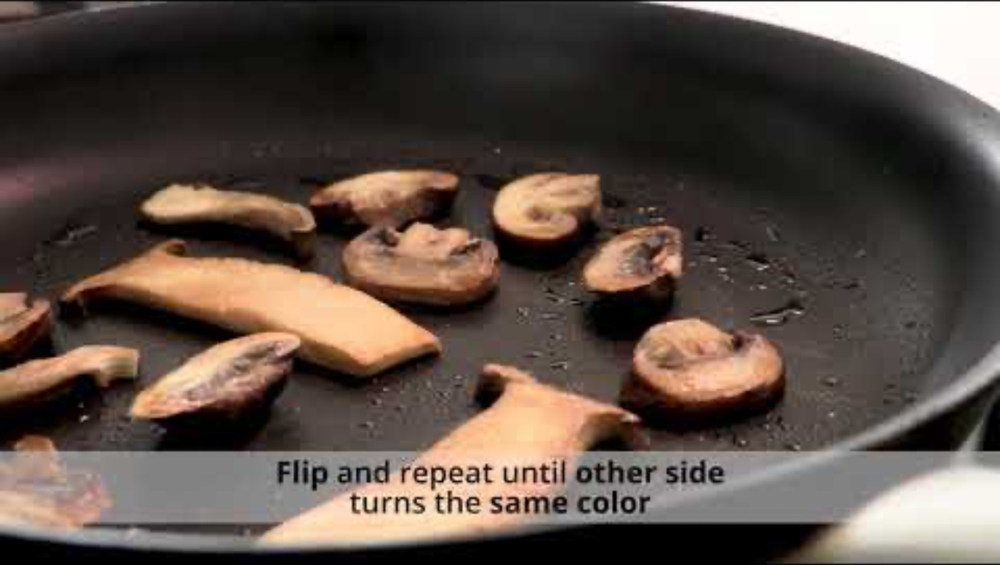 Flip and repeat until other side
turns the same color